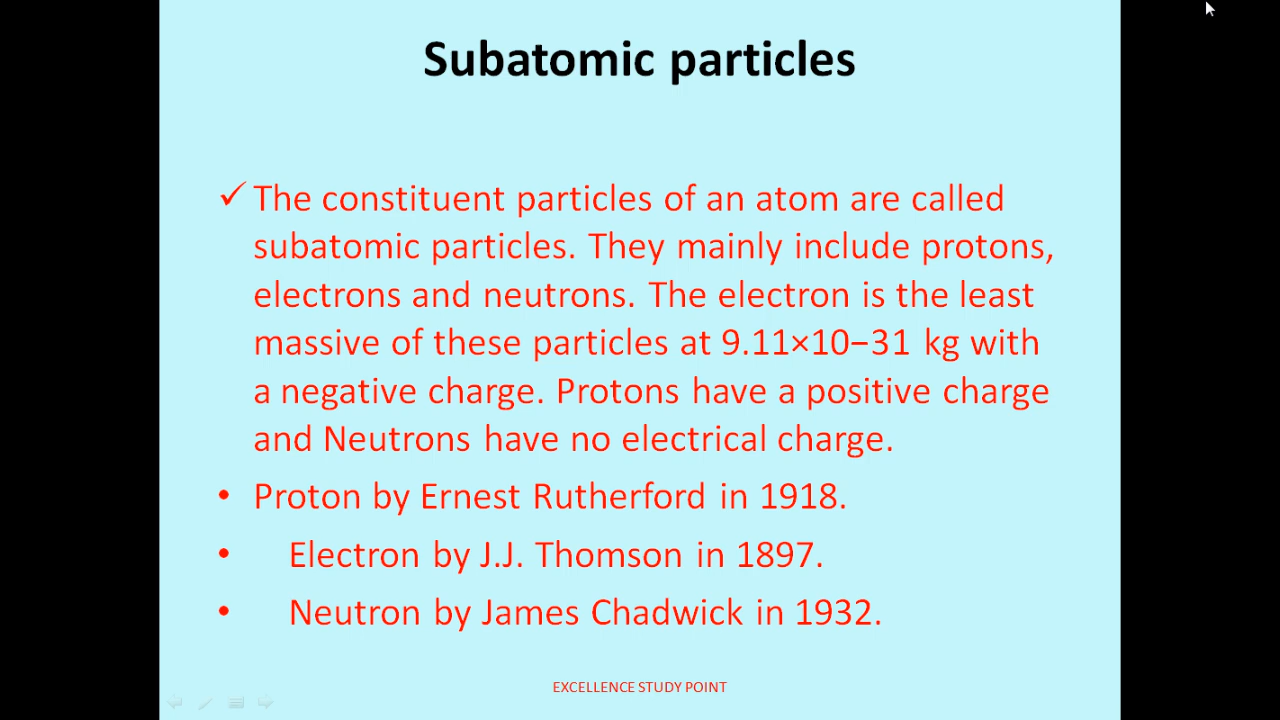 Subatomic particles
✓ The constituent particles of an atom are called
subatomic particles. They mainly include protons,
electrons and neutrons. The electron is the least
massive of these particles at 9.11×10−31 kg with
a negative charge. Protons have a positive charge
and Neutrons have no electrical charge.
• Proton by Ernest Rutherford in 1918.
• Electron by J.J. Thomson in 1897.
• Neutron by James Chadwick in 1932.
EXCELLENCE STUDY POINT